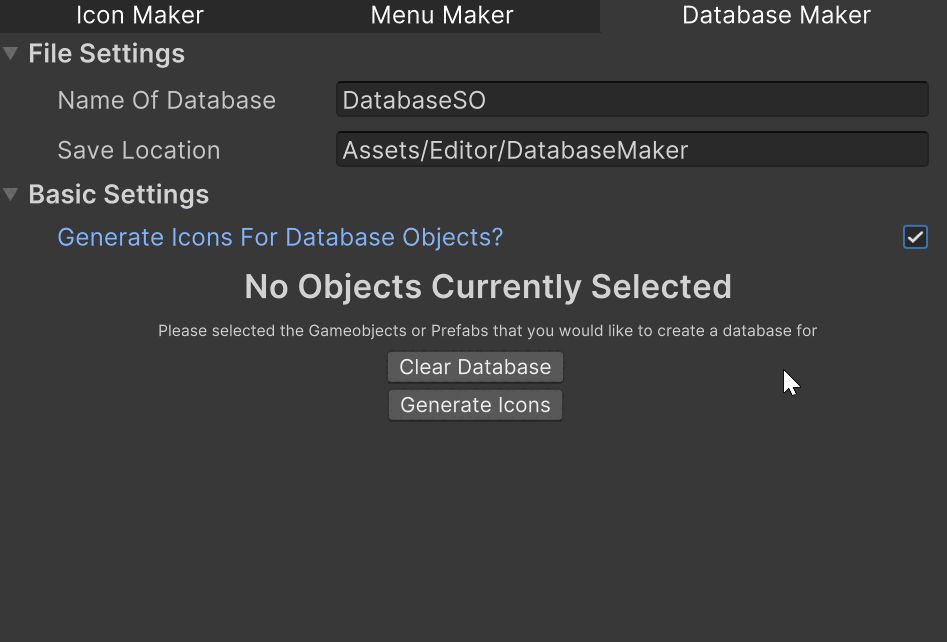 Icon Maker Menu Maker Database Maker
File Settings
Name Of Database DatabaseSO
Save Location Assets/Editor/DatabaseMaker
Basic Settings
Generate Icons For Database Objects?
No Objects Currently Selected
Please selected the Gameobjects or Prefabs that you would like to create a database for
Clear Database
Generate Icons